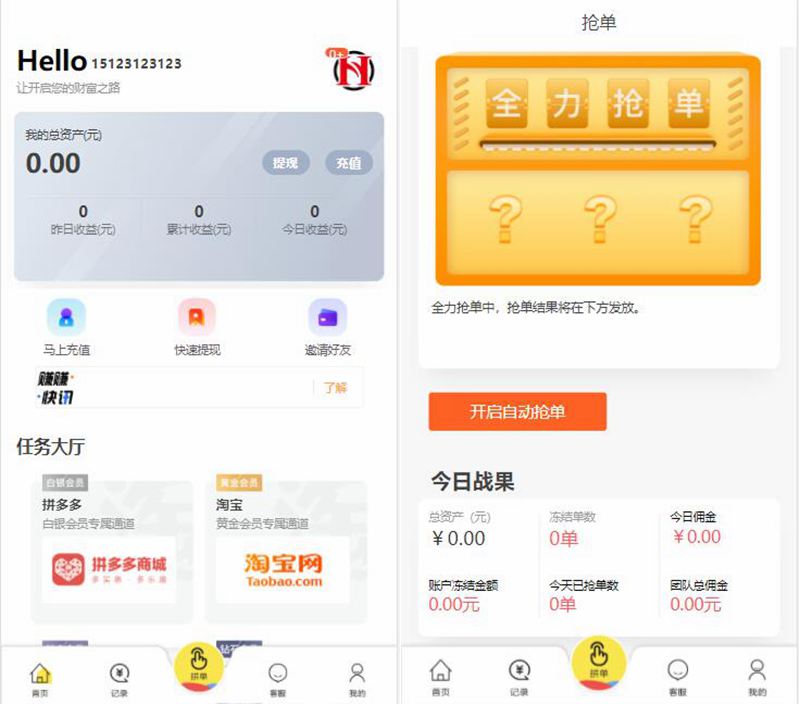 Hello 15123123123
0+
让开启您的财富之路
我的总资产(元)
0.00
提现
充值
0
0
0
昨日收益(元)
累计收益(元)
今日收益(元)
马上充值
快速提现
邀请好友
赚赚
快讯
了解
任务大厅
白银会员
拼多多
白银会员专属通道
拼多多商城
多实惠·多乐道
黄金会员
淘宝
黄金会员专属通道
淘宝网
Taobao.com
首页
记录
拼单
客服
我的
抢单
全力抢单
? ? ?
全力抢单中，抢单结果将在下方发放。
开启自动抢单
今日战果
总资产（元)
冻结单数
今日佣金
￥0.00
0单
￥0.00
账户冻结金额
今天已抢单数
团队总佣金
0.00元
0单
0.00元
首页
记录
拼单
客服
我的